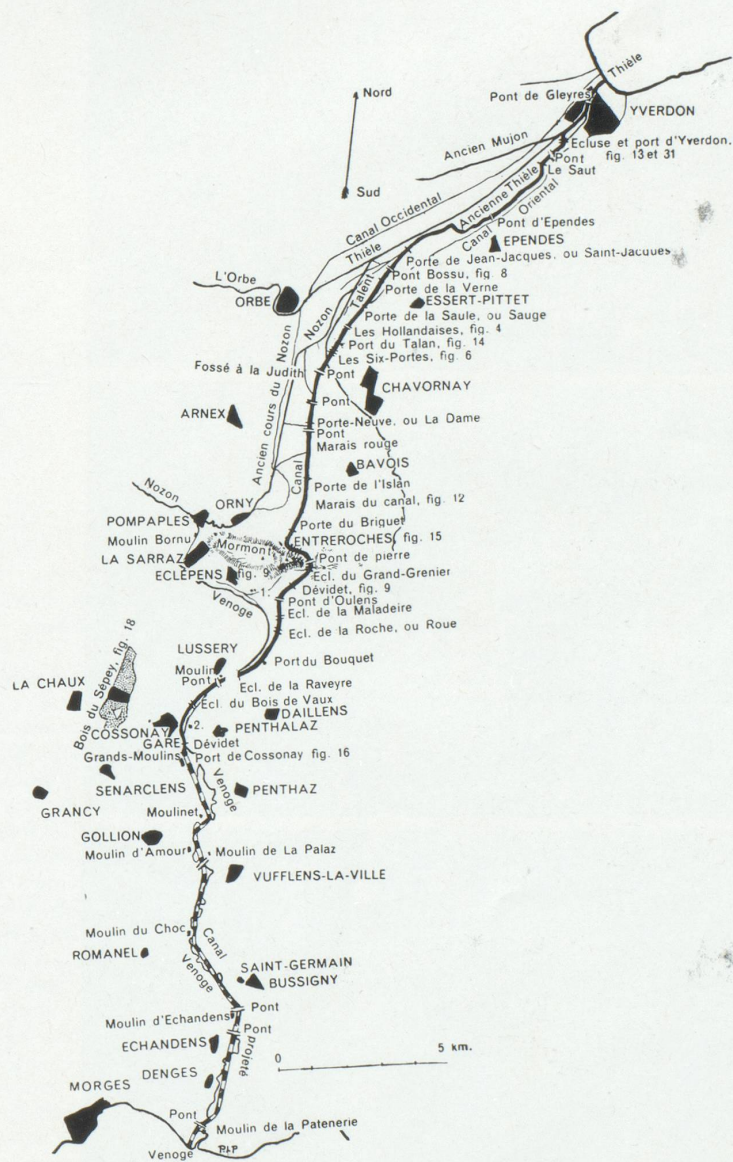 Thièle
Nord
Pont de Gleyres
YVERDON
Ancien Mujon
Ecluse et port d'Yverdon.
fig. 13 et 31
Pont
Le Saut
Sud
Canal Occidental
Ancienne Thièle
Canal Oriental
Thièle
Pont d'Ependes
EPENDES
Porte de Jean-Jacques, ou Saint-Jacques
Pont Bossu, fig. 8
L'Orbe
ORBE
Talent
Porte de la Verne
ESSERT-PITTET
Nozon
Porte de la Saule, ou Sauge
Les Hollandaises, fig. 4
Port du Talan, fig. 14
Les Six-Portes, fig. 6
Fossé à la Judith
Pont
CHAVORNAY
Ancien cours du Nozon
Pont
ARNEX
Porte-Neuve, ou La Dame
Pont
Marais rouge
BAVOIS
Canal
Porte de l'Islan
Nozon
ORNY
Marais du canal, fig. 12
POMPAPLES
Porte du Briguet
Moulin Bornu
Mormont
ENTREROCHES, fig. 15
LA SARRAZ
Pont de pierre
ECLEPENS
fig. 9
Ecl. du Grand-Grenier
1.
Dévidet, fig. 9
Venoge
Pont d'Oulens
Ecl. de la Maladeire
Ecl. de la Roche, ou Roue
LUSSERY
Port du Bouquet
Moulin
Pont
Ecl. de la Raveyre
LA CHAUX
Bois du Sépey, fig. 18
Ecl. du Bois de Vaux
DAILLENS
COSSONAY
2.
PENTHALAZ
GARE
Dévidet
Grands-Moulins
Port de Cossonay fig. 16
SENARCLENS
Venoge
PENTHAZ
GRANCY
Moulinet
GOLLION
Moulin d'Amour
Moulin de La Palaz
VUFFLENS-LA-VILLE
Moulin du Choc
Canal
ROMANEL
Venoge
SAINT-GERMAIN
BUSSIGNY
Pont
Moulin d'Echandens
Pont
ECHANDENS
projeté
0
5 km.
DENGES
MORGES
Pont
Moulin de la Patenerie
Venoge
PLP